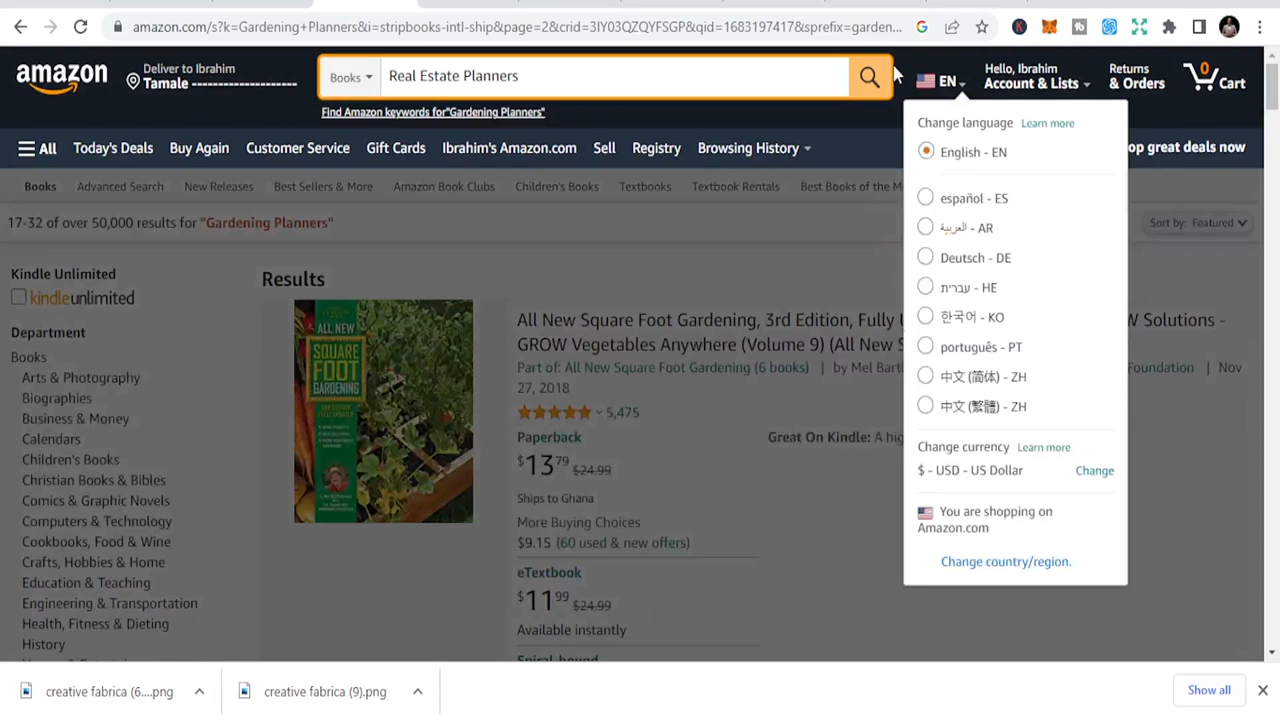 amazon.com/s?k=Gardening+Planners&i=stripbooks-intl-ship&page=2&crid=3IY03QZQYFSGP&qid=1683197417&sprefix=garden...
amazon
Deliver to Ibrahim
Tamale
Books
Real Estate Planners
EN
Hello, Ibrahim
Account & Lists
Returns
& Orders
0
Cart
Find Amazon keywords for"Gardening Planners"
All
Today's Deals
Buy Again
Customer Service
Gift Cards
Ibrahim's Amazon.com
Sell
Registry
Browsing History
op great deals now
Books
Advanced Search
New Releases
Best Sellers & More
Amazon Book Clubs
Children's Books
Textbooks
Textbook Rentals
Best Books of the M
17-32 of over 50,000 results for "Gardening Planners"
Sort by: Featured
Change language Learn more
English - EN
español - ES
العربية - AR
Deutsch - DE
עברית - HE
한국어 - KO
português - PT
中文 (简体) - ZH
中文 (繁體) - ZH
Change currency Learn more
$ - USD - US Dollar
Change
You are shopping on
Amazon.com
Change country/region.
Kindle Unlimited
kindleunlimited
Department
Books
Arts & Photography
Biographies
Business & Money
Calendars
Children's Books
Christian Books & Bibles
Comics & Graphic Novels
Computers & Technology
Cookbooks, Food & Wine
Crafts, Hobbies & Home
Education & Teaching
Engineering & Transportation
Health, Fitness & Dieting
History
Results
ALL NEW
SQUARE
FOOT
GARDENING
All New Square Foot Gardening, 3rd Edition, Fully
W Solutions -
GROW Vegetables Anywhere (Volume 9) (All New S
Part of: All New Square Foot Gardening (6 books) | by Mel Bart
Foundation | Nov
27, 2018
5,475
Paperback
$13 79 $24.99
Ships to Ghana
More Buying Choices
$9.15 (60 used & new offers)
eTextbook
$11 99 $24.99
Available instantly
Spiral-bound
Great On Kindle: A hig
creative fabrica (6....png
creative fabrica (9).png
Show all